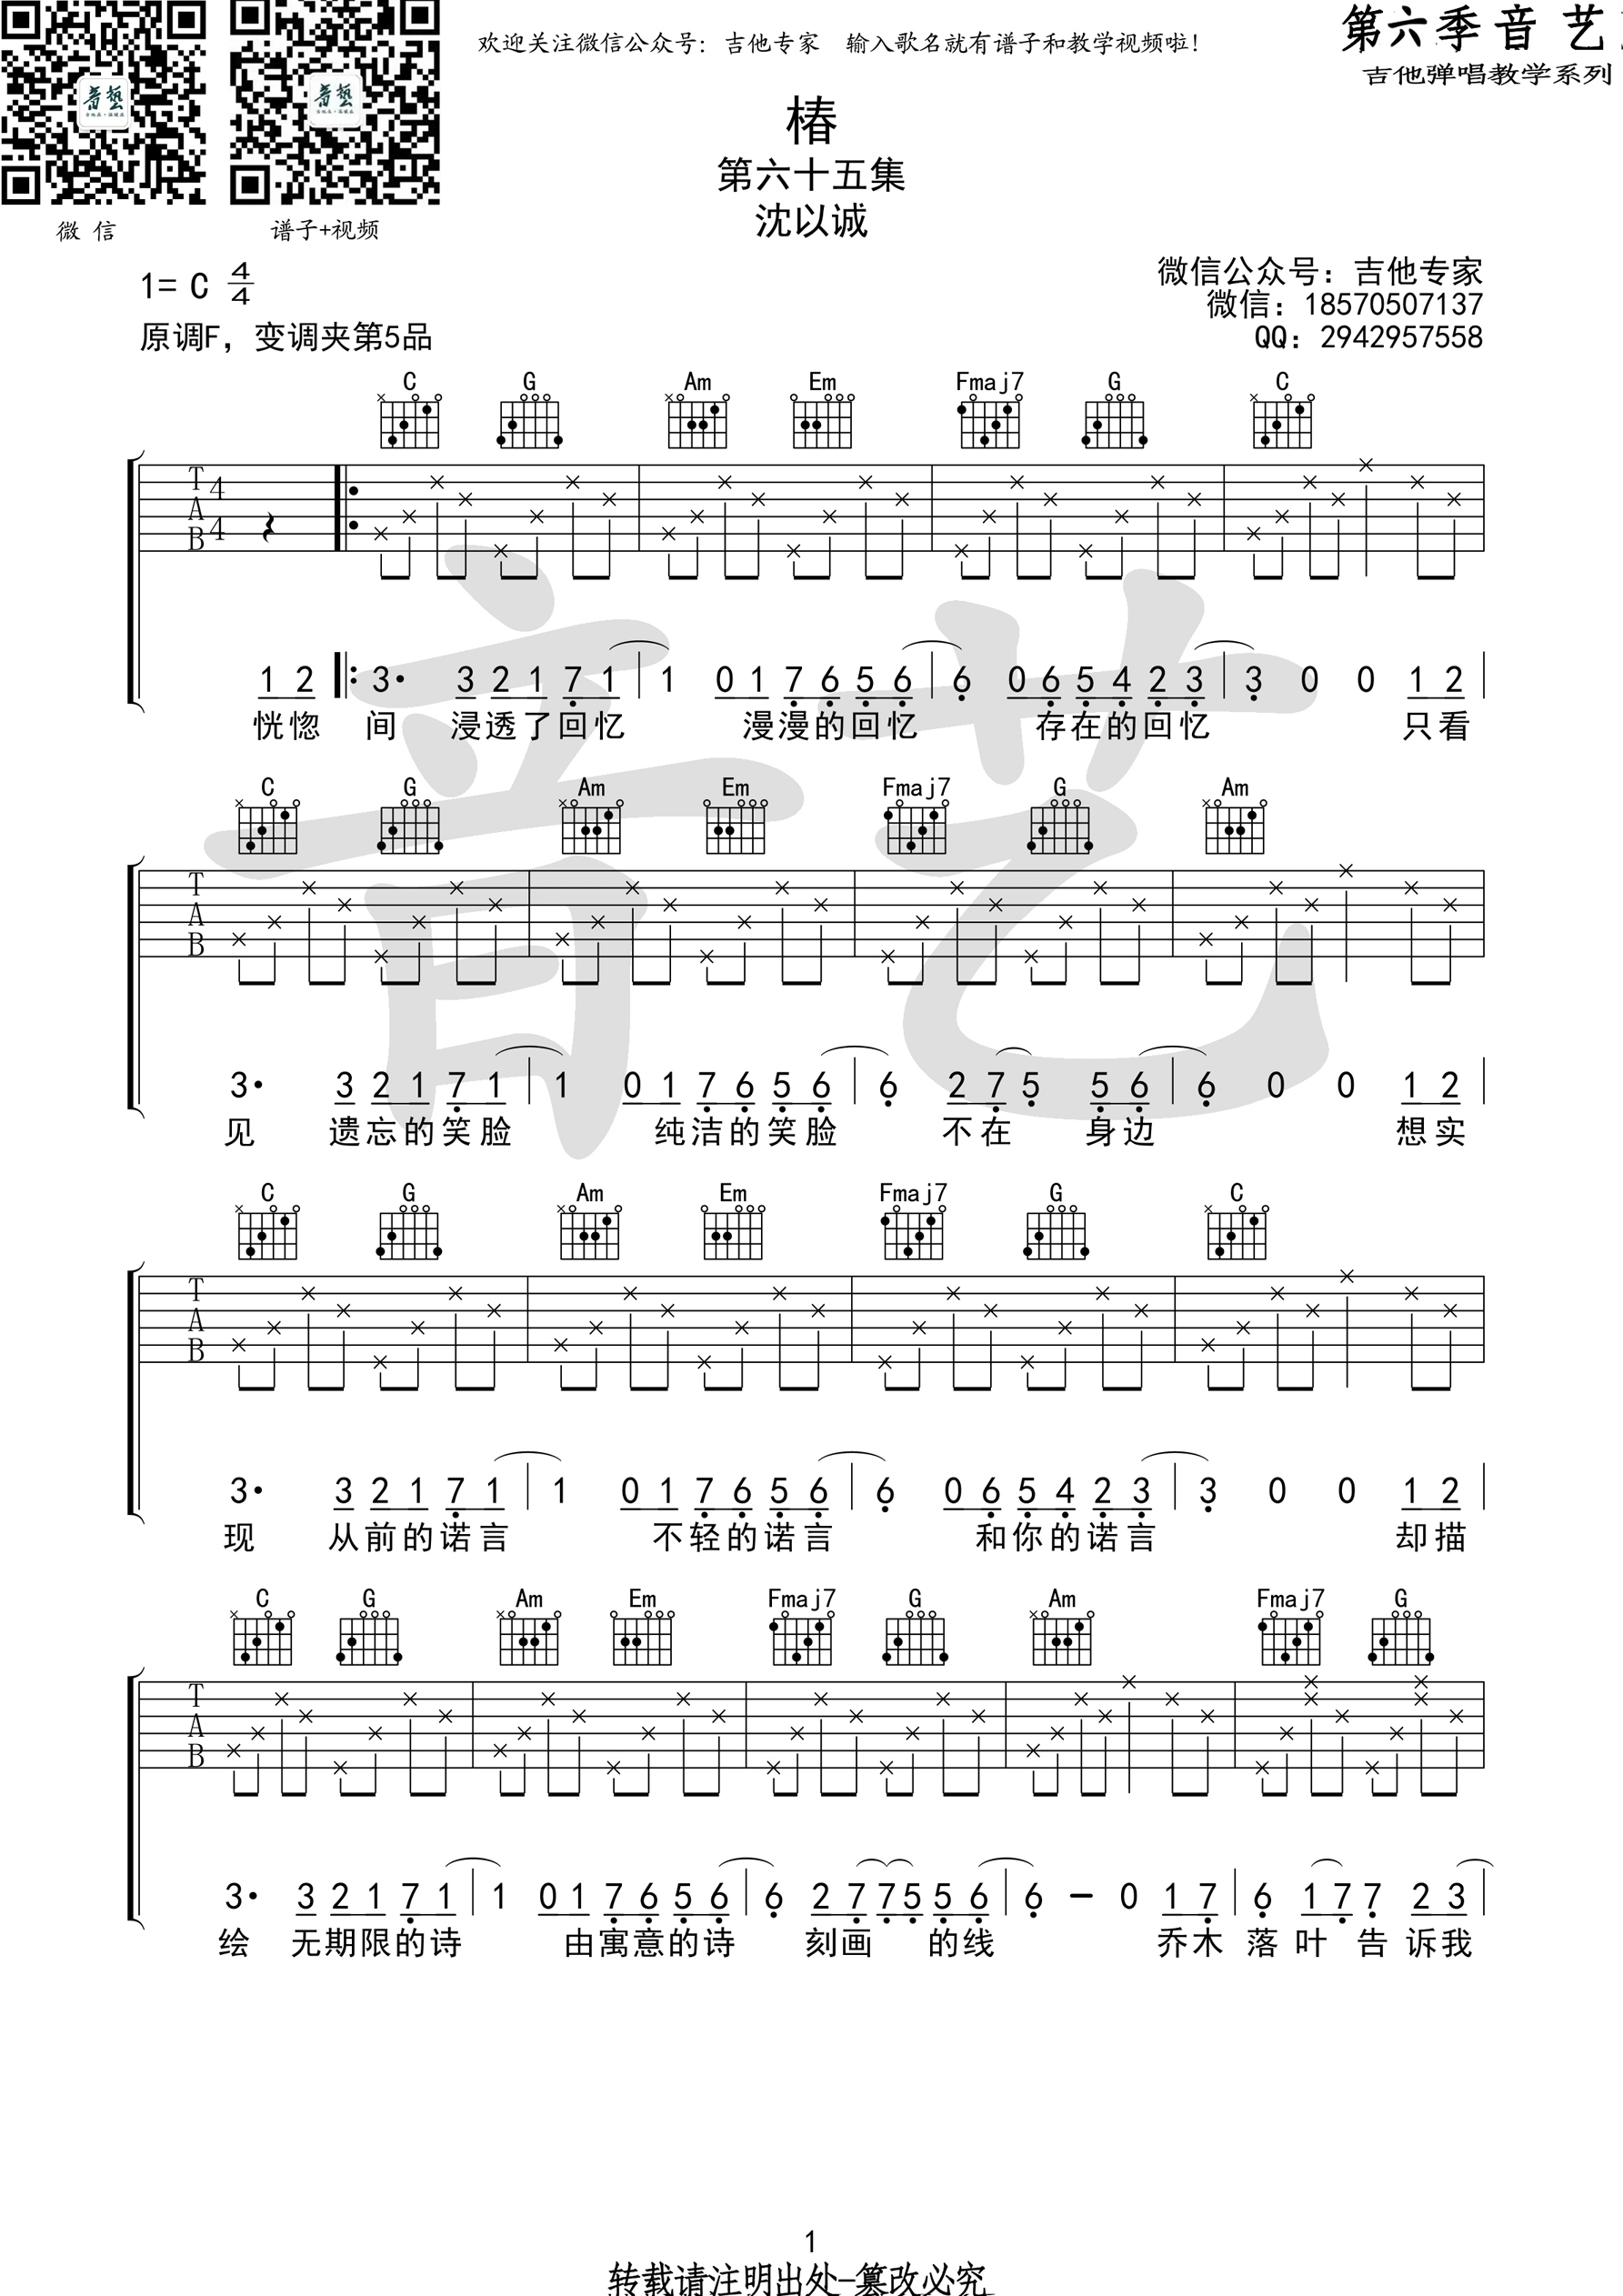 欢迎关注微信公众号：吉他专家 输入歌名就有谱子和教学视频啦！
第六季音 艺
吉他弹唱教学系列
微 信
谱子+视频
椿
第六十五集
沈以诚
1= C 4/4
原调F，变调夹第5品
微信公众号：吉他专家
微信：18570507137
QQ：2942957558
C G Am Em Fmaj7 G C
T A B 4 4
1 2 3· 3 2 1 7 1 1 0 1 7 6 5 6 6 0 6 5 4 2 3 3 0 0 1 2
恍惚 间 浸透了回忆 漫漫的回忆 存在的回忆 只看
C G Am Em Fmaj7 G Am
T A B
3· 3 2 1 7 1 1 0 1 7 6 5 6 6 2 7 5 5 6 6 0 0 1 2
见 遗忘的笑脸 纯洁的笑脸 不在 身边 想实
C G Am Em Fmaj7 G C
T A B
3· 3 2 1 7 1 1 0 1 7 6 5 6 6 0 6 5 4 2 3 3 0 0 1 2
现 从前的诺言 不轻的诺言 和你的诺言 却描
C G Am Em Fmaj7 G Am Fmaj7 G
T A B
3· 3 2 1 7 1 1 0 1 7 6 5 6 6 2 7 7 5 5 6 6 – 0 1 7 6 1 7 7 2 3
绘 无期限的诗 由寓意的诗 刻画 的线 乔木 落叶 告 诉我
音艺
1
转载请注明出处-篡改必究